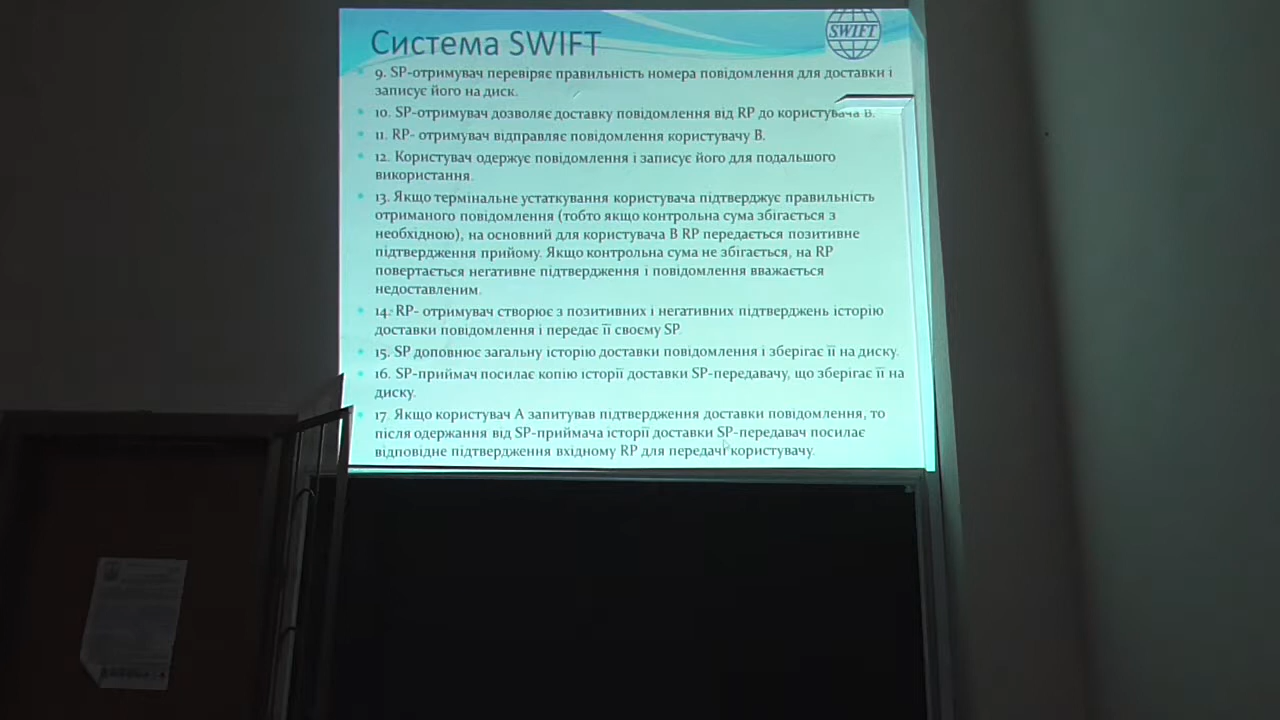 Система SWIFT
SWIFT
9. SP-отримувач перевіряє правильність номера повідомлення для доставки і
записує його на диск.
10. SP-отримувач дозволяє доставку повідомлення від RP до користувача В.
11. RP- отримувач відправляє повідомлення користувачу В.
12. Користувач одержує повідомлення і записує його для подальшого
використання.
13. Якщо термінальне устаткування користувача підтверджує правильність
отриманого повідомлення (тобто якщо контрольна сума збігається з
необхідною), на основний для користувача В RP передається позитивне
підтвердження прийому. Якщо контрольна сума не збігається, на RP
повертається негативне підтвердження і повідомлення вважається
недоставленим.
14. RP- отримувач створює з позитивних і негативних підтверджень історію
доставки повідомлення і передає її своєму SP.
15. SP доповнює загальну історію доставки повідомлення і зберігає її на диску.
16. SP-приймач посилає копію історії доставки SP-передавачу, що зберігає її на
диску.
17. Якщо користувач А запитував підтвердження доставки повідомлення, то
після одержання від SP-приймача історії доставки SP-передавач посилає
відповідне підтвердження вхідному RP для передачі користувачу.